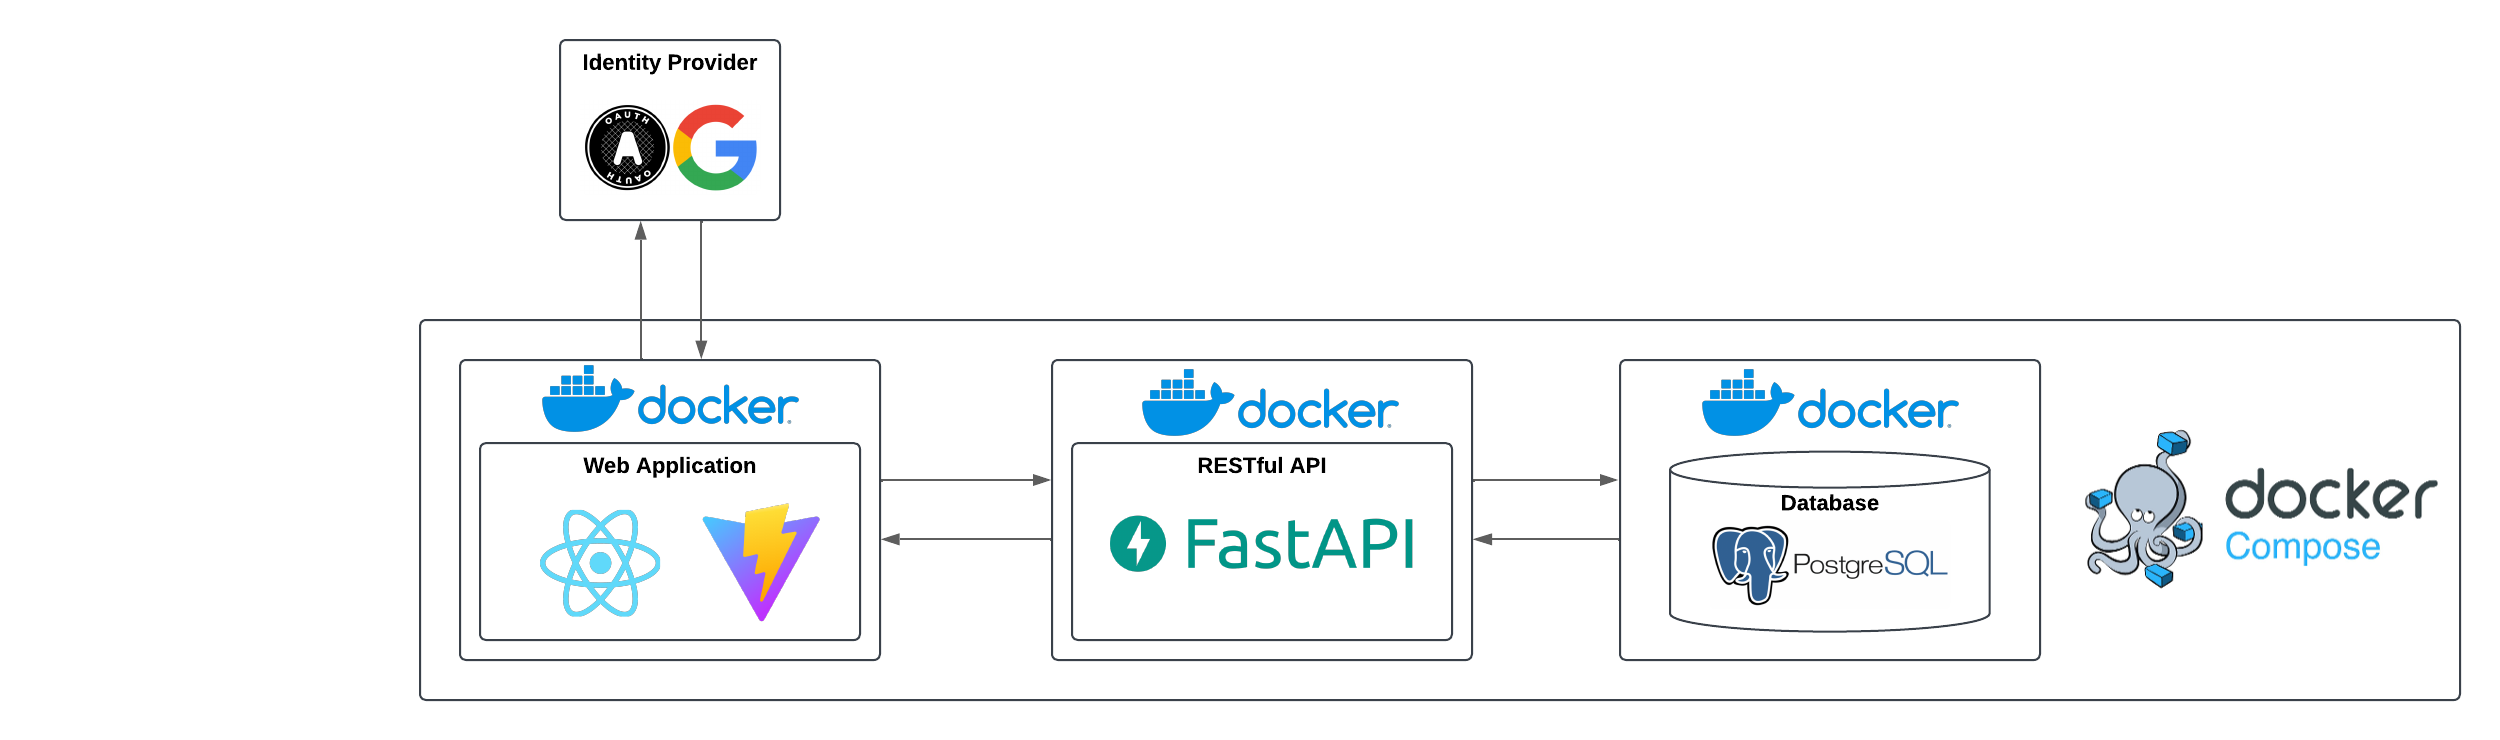 Identity Provider
OAUTH
OAUTH
docker
docker
docker
Web Application
RESTful API
Database
FastAPI
PostgreSQL
docker
Compose